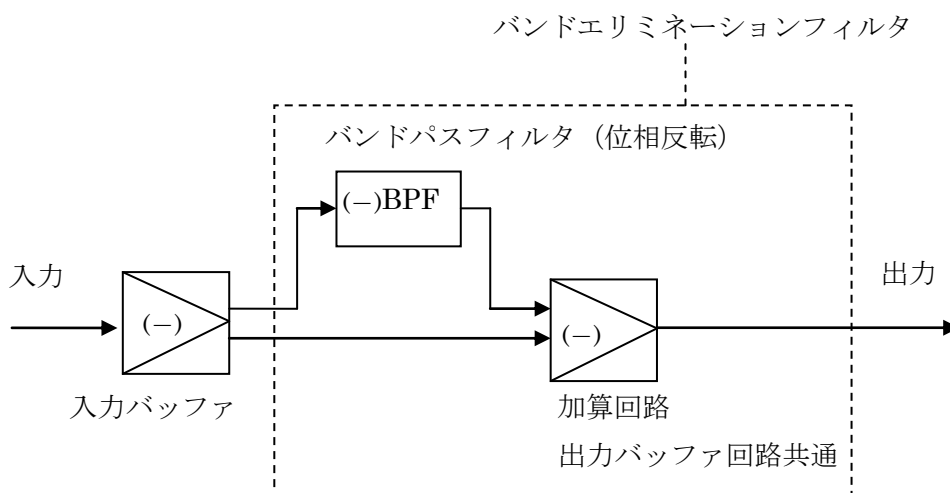 バンドエリミネーションフィルタ
バンドパスフィルタ（位相反転）
(−)BPF
入力
出力
(−)
(−)
入力バッファ
加算回路
出力バッファ回路共通